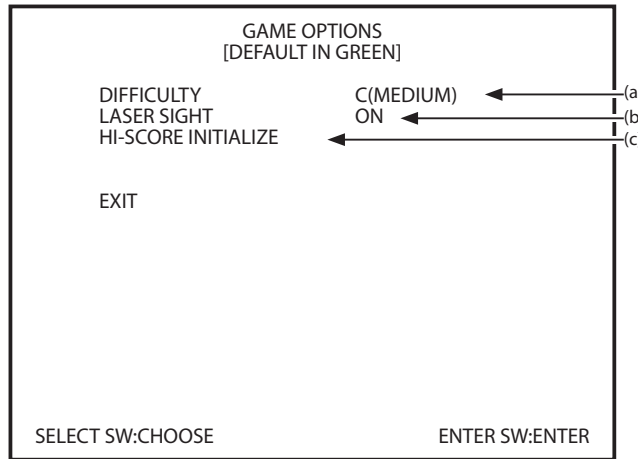 GAME OPTIONS
[DEFAULT IN GREEN]
DIFFICULTY C(MEDIUM) (a
LASER SIGHT ON (b
HI-SCORE INITIALIZE (c
EXIT
SELECT SW:CHOOSE ENTER SW:ENTER